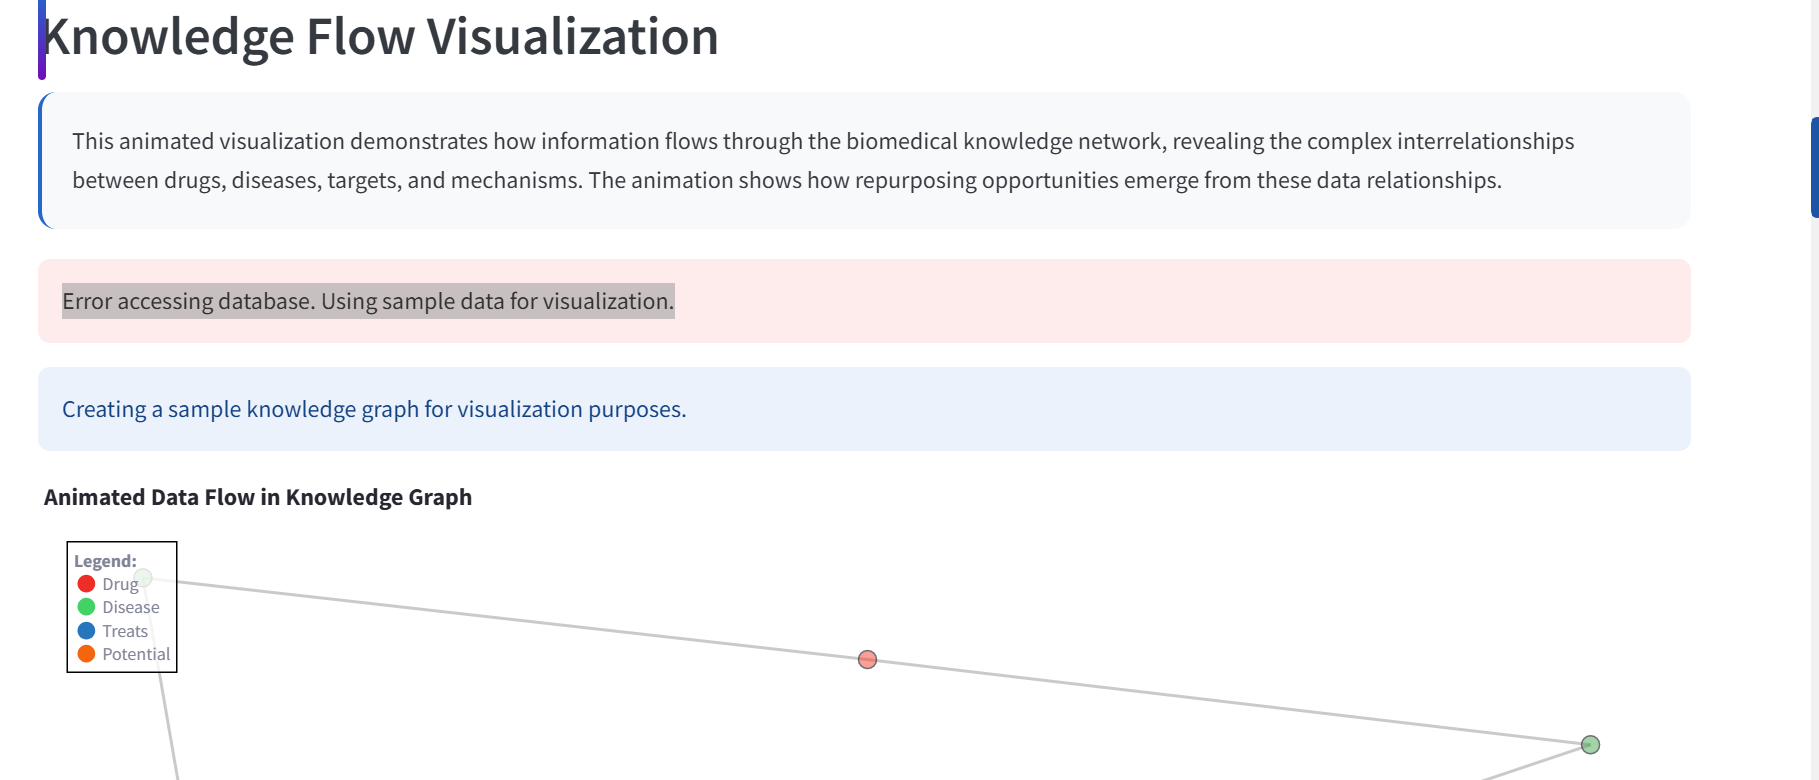 Knowledge Flow Visualization
This animated visualization demonstrates how information flows through the biomedical knowledge network, revealing the complex interrelationships
between drugs, diseases, targets, and mechanisms. The animation shows how repurposing opportunities emerge from these data relationships.
Error accessing database. Using sample data for visualization.
Creating a sample knowledge graph for visualization purposes.
Animated Data Flow in Knowledge Graph
Legend:
Drug
Disease
Treats
Potential